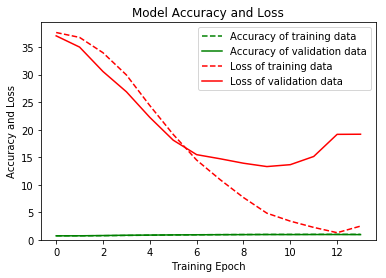 Model Accuracy and Loss
Accuracy of training data
Accuracy of validation data
Loss of training data
Loss of validation data
Accuracy and Loss
35
30
25
20
15
10
5
0
0 2 4 6 8 10 12
Training Epoch